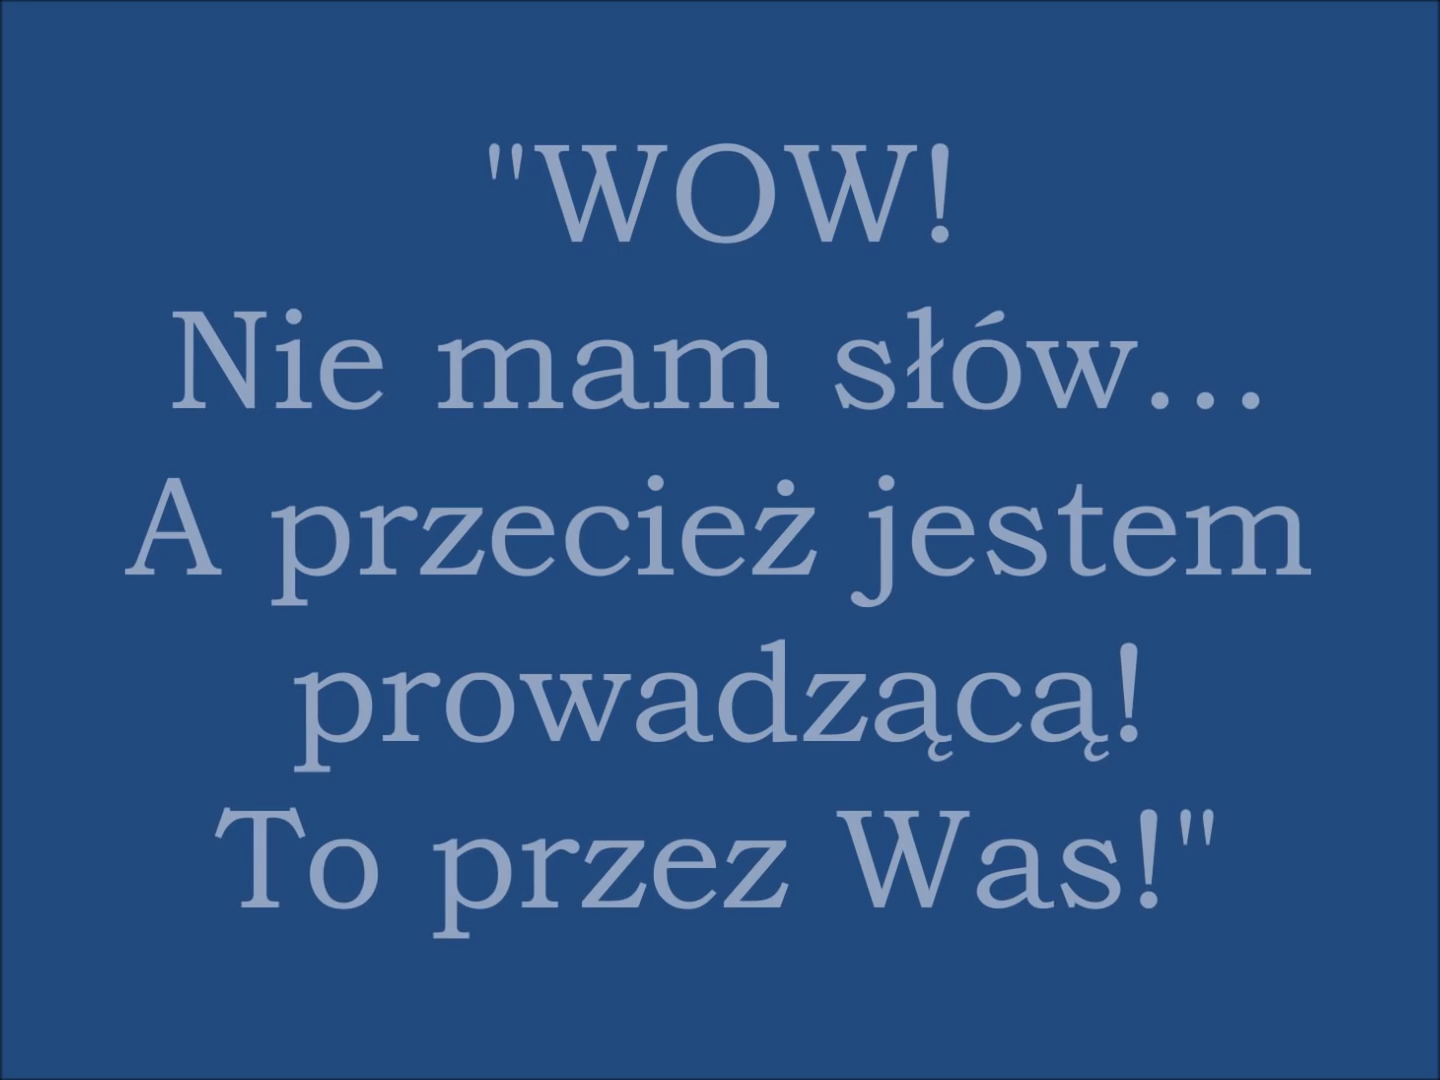 "WOW!
Nie mam słów...
A przecież jestem
prowadzącą!
To przez Was!"